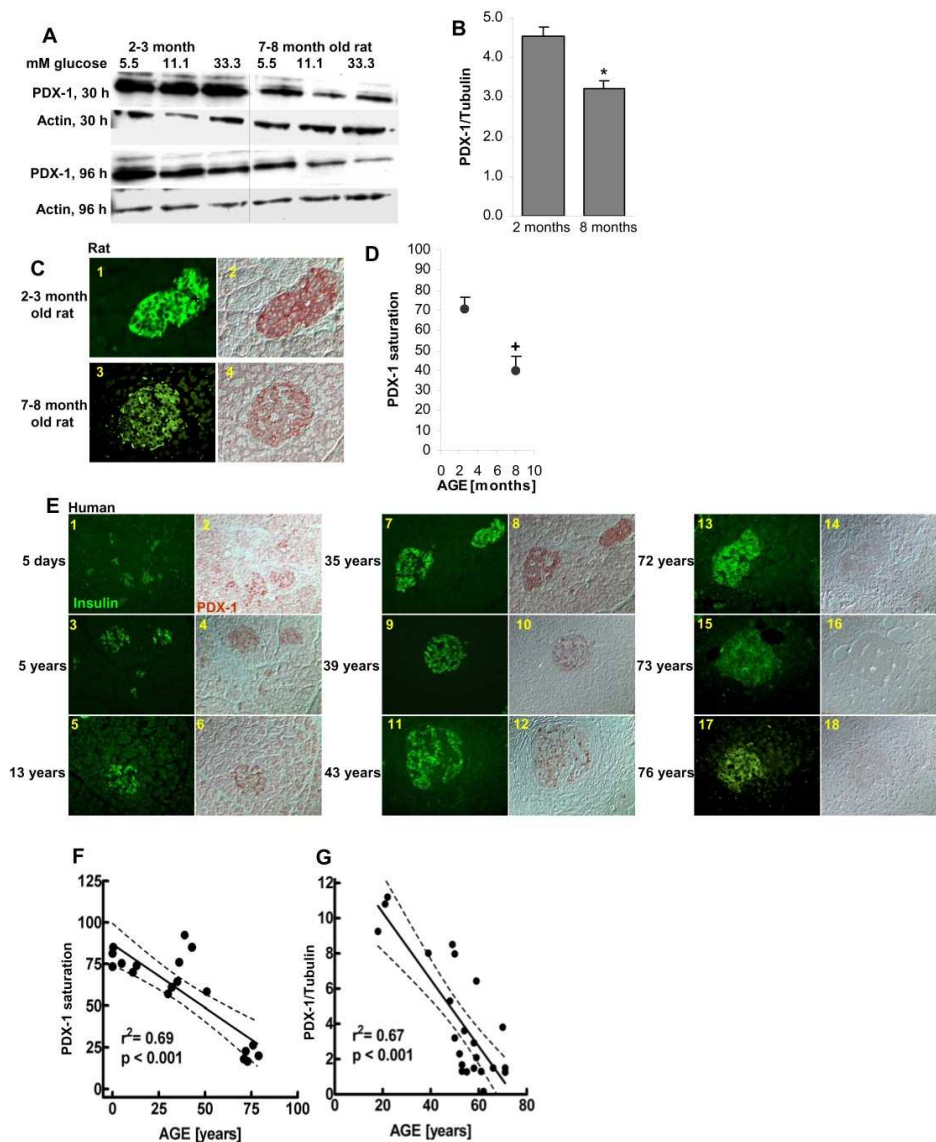 A
2-3 month
7-8 month old rat
mM glucose
5.5
11.1
33.3
5.5
11.1
33.3
PDX-1, 30 h
Actin, 30 h
PDX-1, 96 h
Actin, 96 h
B
PDX-1/Tubulin
5.0
4.0
3.0
2.0
1.0
0.0
*
2 months
8 months
C
Rat
2-3 month
old rat
1
2
7-8 month
old rat
3
4
D
PDX-1 saturation
100
90
80
70
60
50
40
30
20
10
0
+
0 2 4 6 8 10
AGE [months]
E
Human
5 days
1
Insulin
2
PDX-1
5 years
3
4
13 years
5
6
35 years
7
8
39 years
9
10
43 years
11
12
72 years
13
14
73 years
15
16
76 years
17
18
F
PDX-1 saturation
125
100
75
50
25
0
r²= 0.69
p < 0.001
0 25 50 75 100
AGE [years]
G
PDX-1/Tubulin
12
10
8
6
4
2
0
r²= 0.67
p < 0.001
0 20 40 60 80
AGE [years]